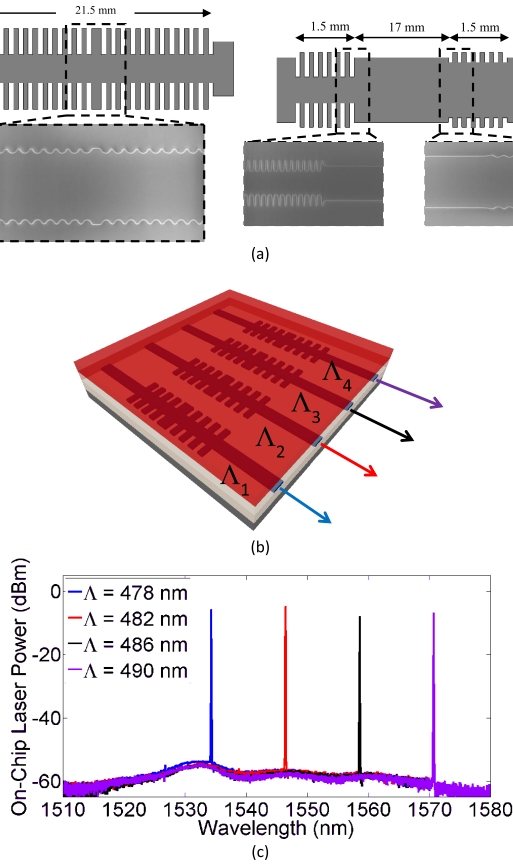 21.5 mm
1.5 mm 17 mm 1.5 mm
(a)
Λ1
Λ2
Λ3
Λ4
(b)
On-Chip Laser Power (dBm)
0
-20
-40
-60
Λ = 478 nm
Λ = 482 nm
Λ = 486 nm
Λ = 490 nm
1510 1520 1530 1540 1550 1560 1570 1580
Wavelength (nm)
(c)